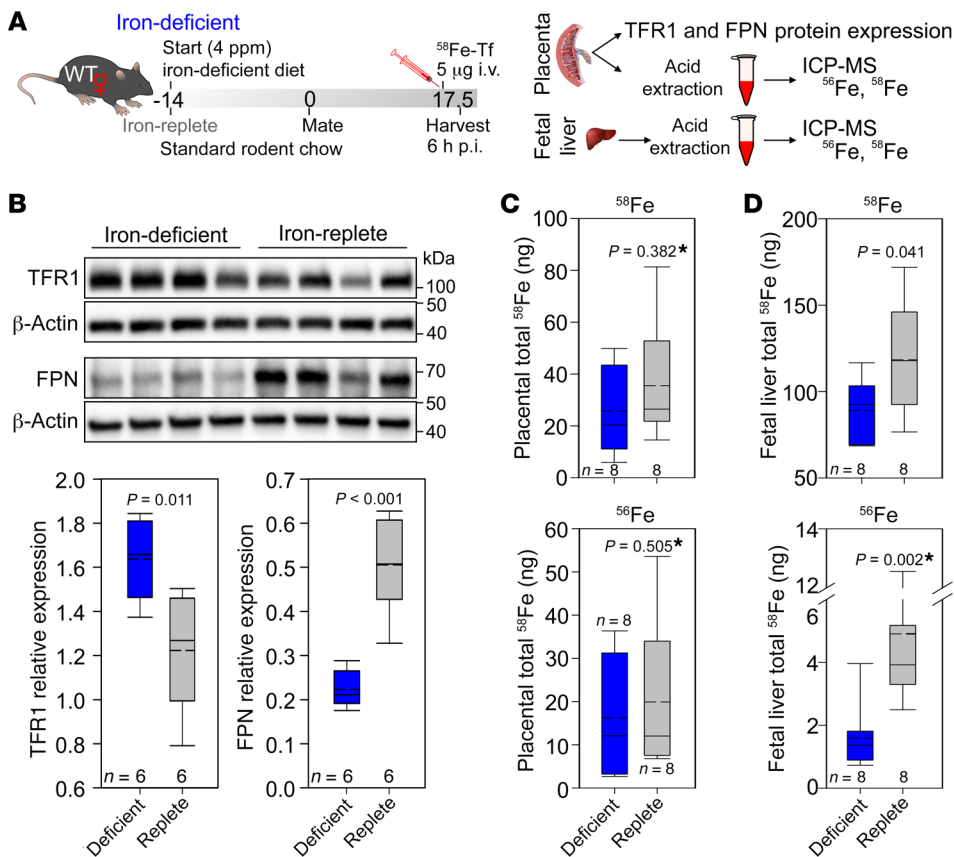 A
Iron-deficient
Start (4 ppm)
iron-deficient diet
WT♀
-14
0
17.5
⁵⁸Fe-Tf
5 μg i.v.
Iron-replete
Mate
Harvest
Standard rodent chow
6 h p.i.
Placenta
TFR1 and FPN protein expression
Acid
extraction
ICP-MS
⁵⁶Fe, ⁵⁸Fe
Fetal
liver
Acid
extraction
ICP-MS
⁵⁶Fe, ⁵⁸Fe
B
Iron-deficient Iron-replete
kDa
TFR1
100
β-Actin
50
40
FPN
70
β-Actin
50
40
TFR1 relative expression
2.0
1.8
1.6
1.4
1.2
1.0
0.8
0.6
P = 0.011
n = 6 6
Deficient
Replete
FPN relative expression
0.7
0.6
0.5
0.4
0.3
0.2
0.1
0.0
P < 0.001
n = 6 6
Deficient
Replete
C
⁵⁸Fe
Placental total ⁵⁸Fe (ng)
100
80
60
40
20
0
P = 0.382*
n = 8 8
⁵⁶Fe
Placental total ⁵⁸Fe (ng)
60
50
40
30
20
10
0
P = 0.505*
n = 8
n = 8
Deficient
Replete
D
⁵⁸Fe
Fetal liver total ⁵⁸Fe (ng)
200
150
100
50
P = 0.041
n = 8 8
⁵⁶Fe
Fetal liver total ⁵⁸Fe (ng)
14
12
4
2
0
P = 0.002*
n = 8 8
Deficient
Replete